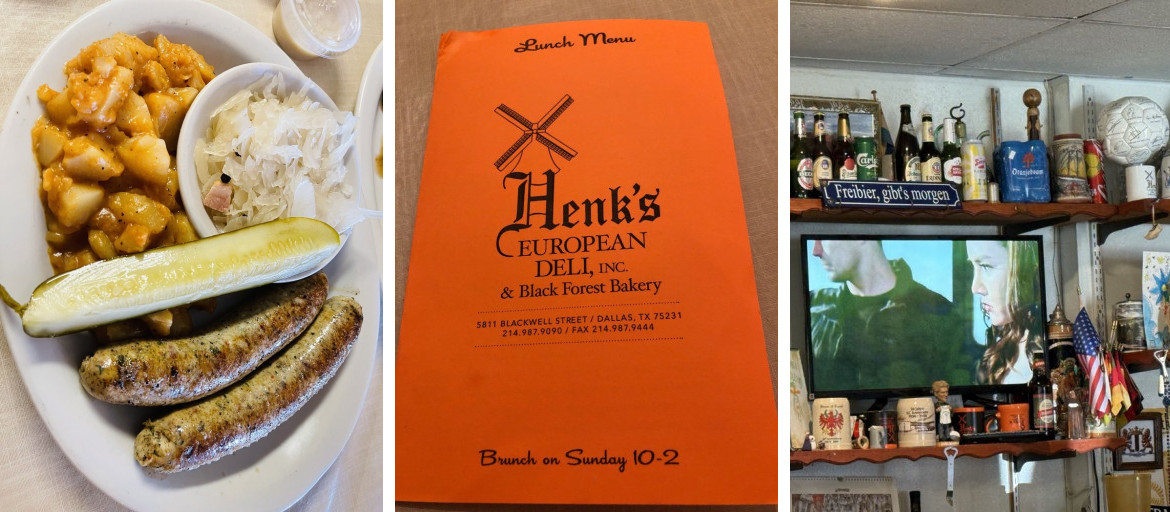 Lunch Menu
Henk's
EUROPEAN
DELI, INC.
& Black Forest Bakery
5811 BLACKWELL STREET / DALLAS, TX 75231
214.987.9090 / FAX 214.987.9444
Brunch on Sunday 10-2
Freibier, gibt's morgen
Oranjeboom